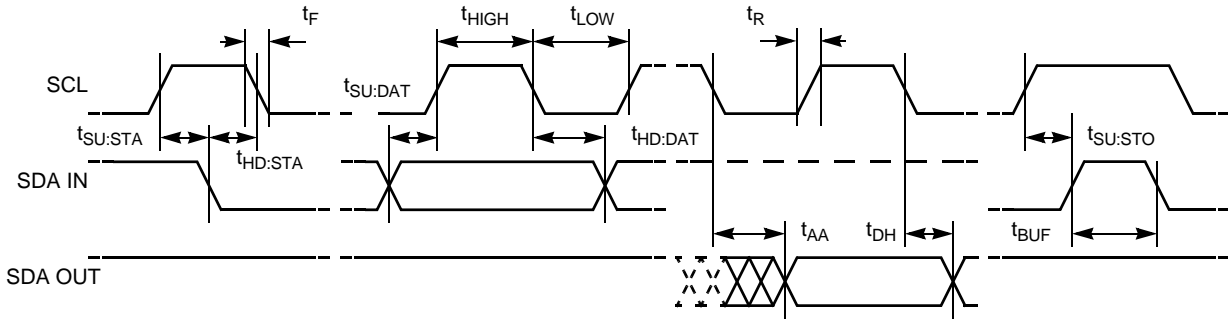 tF
tHIGH
tLOW
tR
SCL
tSU:DAT
tSU:STA
tHD:STA
tHD:DAT
tSU:STO
SDA IN
tAA
tDH
tBUF
SDA OUT